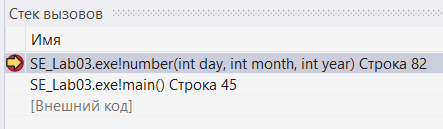 Стек вызовов
Имя
SE_Lab03.exe!number(int day, int month, int year) Строка 82
SE_Lab03.exe!main() Строка 45
[Внешний код]